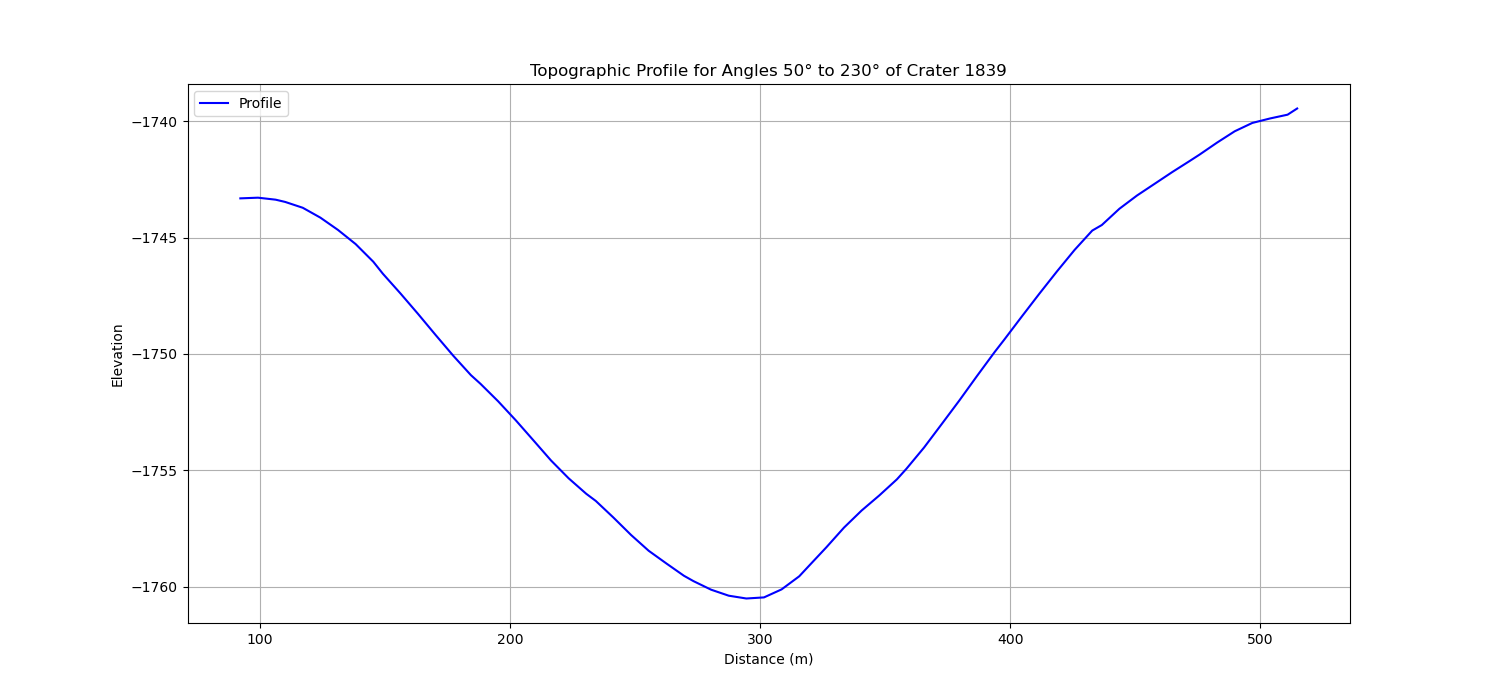 Topographic Profile for Angles 50° to 230° of Crater 1839
Profile
−1740
−1745
−1750
−1755
−1760
Elevation
100
200
300
400
500
Distance (m)